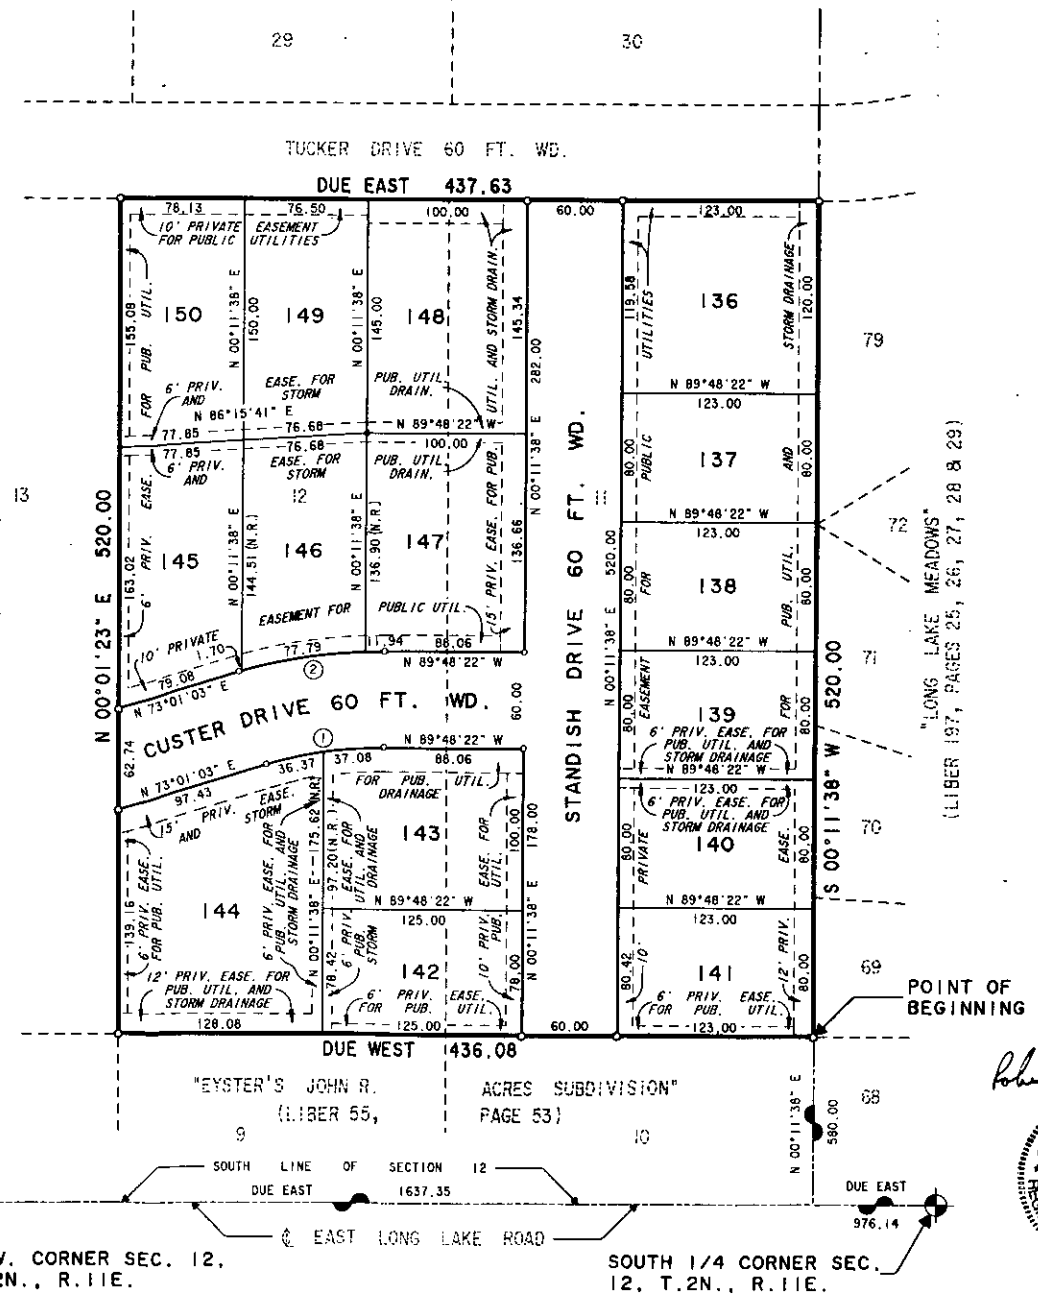 29
30
TUCKER DRIVE 60 FT. WD.
DUE EAST 437.63
78.13
76.50
100.00
60.00
123.00
10' PRIVATE EASEMENT
FOR PUBLIC UTILITIES
150
149
148
136
155.08
6' PRIV. EASE. FOR PUB. UTIL.
N 00°11'38" E
150.00
N 00°11'38" E
145.00
UTIL. AND STORM DRAIN.
145.34
282.00
119.58
UTILITIES
STORM DRAINAGE
120.00
79
6' PRIV. AND
EASE. FOR STORM
PUB. UTIL. DRAIN.
N 86°15'41" E
N 89°48'22" W
77.85
76.68
77.85
76.68
100.00
6' PRIV. AND
EASE. FOR STORM
PUB. UTIL. DRAIN.
N 89°48'22" W
123.00
137
80.00
PUBLIC
AND
80.00
13
12
N 00°01'23" E 520.00
145
146
147
163.02
N 00°11'38" E
144.51 (N.R.)
N 00°11'38" E
136.90 (N.R.)
15' PRIV. EASE. FOR PUB.
136.66
N 00°11'38" E
STANDISH DRIVE 60 FT. WD.
N 00°11'38" E 520.00
N 89°48'22" W
123.00
138
80.00
FOR
PUB. UTIL.
80.00
72
"LONG LAKE MEADOWS"
(LIBER 197, PAGES 25, 26, 27, 28 & 29)
EASEMENT FOR PUBLIC UTIL.
10' PRIVATE
1.70
79.08
77.79
11.94
88.06
N 73°01'03" E
2
N 89°48'22" W
N 89°48'22" W
123.00
139
80.00
EASEMENT
FOR
80.00
71
S 00°11'38" W 520.00
CUSTER DRIVE 60 FT. WD.
60.00
62.74
1
N 89°48'22" W
N 73°01'03" E
97.43
36.37
37.08
88.06
6' PRIV. EASE. FOR
PUB. UTIL. AND
STORM DRAINAGE
N 89°48'22" W
123.00
6' PRIV. EASE. FOR
PUB. UTIL. AND
STORM DRAINAGE
140
80.00
PRIVATE
EASE.
80.00
70
15' PRIV. EASE.
AND STORM
FOR PUB. UTIL.
DRAINAGE
143
144
139.16
6' PRIV. EASE.
FOR PUB. UTIL.
6' PRIV. EASE. FOR
PUB. UTIL. AND
STORM DRAINAGE
N 00°11'38" E 175.62 (N.R.)
97.20 (N.R.)
EASE. FOR
UTIL. AND
DRAINAGE
EASE. FOR
UTIL.
100.00
178.00
N 89°48'22" W
125.00
78.42
6' PRIV.
PUB.
STORM
142
10' PRIV.
PUB.
78.00
N 00°11'38" E
N 89°48'22" W
123.00
141
80.42
10'
12' PRIV.
80.00
69
12' PRIV. EASE. FOR
PUB. UTIL. AND
STORM DRAINAGE
128.08
6' PRIV. EASE.
FOR PUB. UTIL.
125.00
60.00
6' PRIV. EASE.
FOR PUB. UTIL.
123.00
POINT OF
BEGINNING
DUE WEST 436.08
"EYSTER'S JOHN R. ACRES SUBDIVISION"
(LIBER 55, PAGE 53)
9
10
N 00°11'38" E
580.00
68
SOUTH LINE OF SECTION 12
DUE EAST 1637.35
DUE EAST
976.14
℄ EAST LONG LAKE ROAD
CORNER SEC. 12,
R.11E.
SOUTH 1/4 CORNER SEC.
12, T.2N., R.11E.